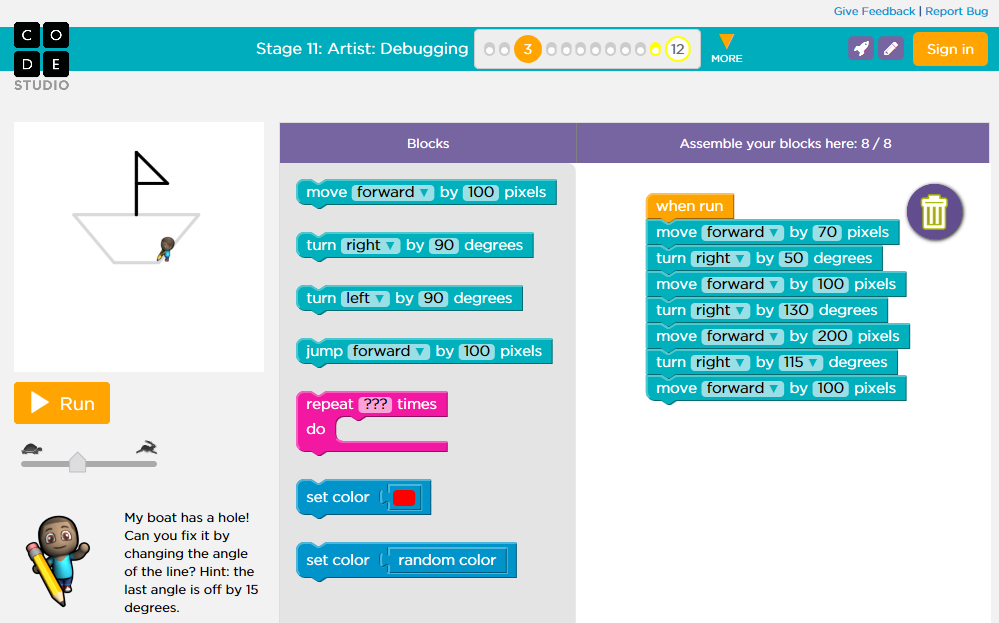 Give Feedback | Report Bug
C O
D E
STUDIO
Stage 11: Artist: Debugging
3
12
MORE
Sign in
Blocks
Assemble your blocks here: 8 / 8
move forward by 100 pixels
turn right by 90 degrees
turn left by 90 degrees
jump forward by 100 pixels
repeat ??? times
do
set color
set color random color
when run
move forward by 70 pixels
turn right by 50 degrees
move forward by 100 pixels
turn right by 130 degrees
move forward by 200 pixels
turn right by 115 degrees
move forward by 100 pixels
Run
My boat has a hole!
Can you fix it by
changing the angle
of the line? Hint: the
last angle is off by 15
degrees.